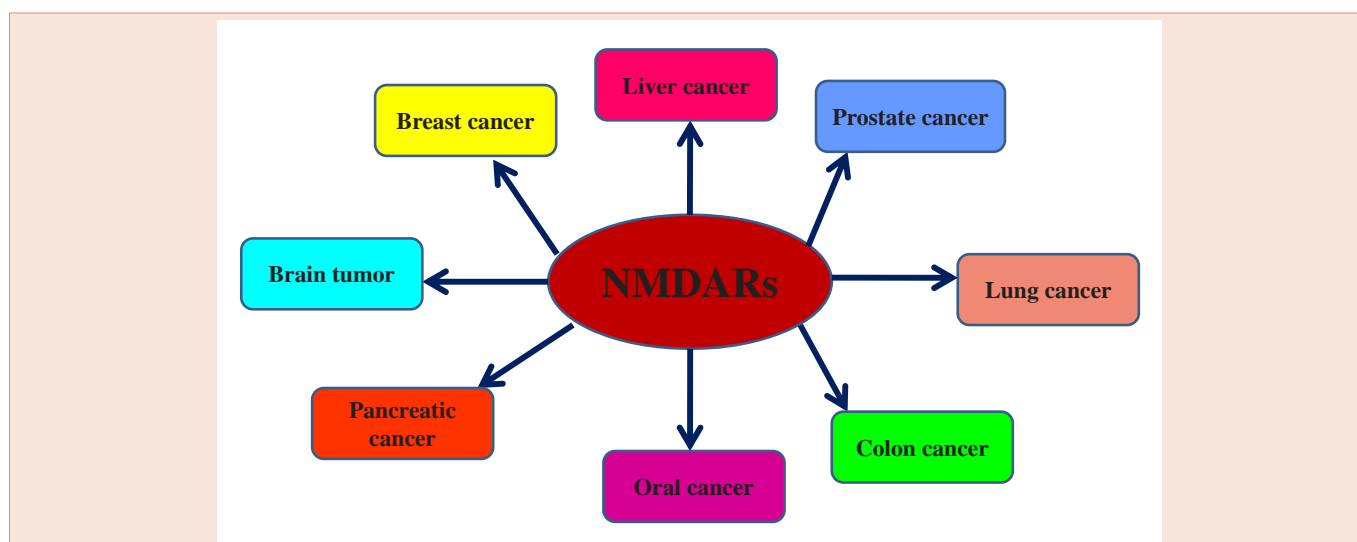 Liver cancer
Breast cancer
Prostate cancer
Brain tumor
NMDARs
Lung cancer
Pancreatic
cancer
Colon cancer
Oral cancer